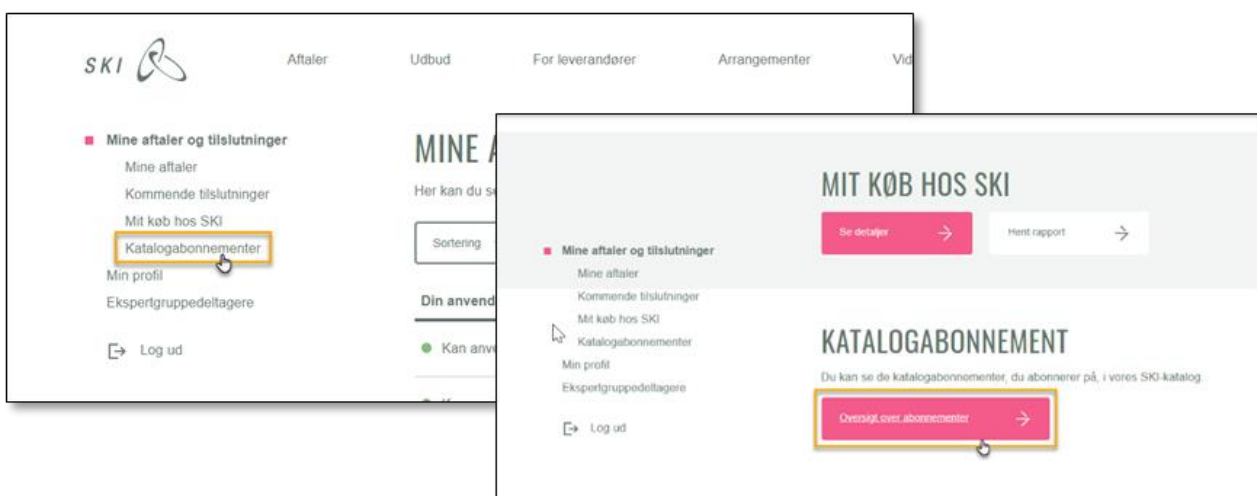 SKI
Aftaler
Udbud
For leverandører
Arrangementer
Vid
Mine aftaler og tilslutninger
Mine aftaler
Kommende tilslutninger
Mit køb hos SKI
Katalogabonnementer
Min profil
Ekspertgruppedeltagere
Log ud
MINE A
Her kan du se
Sortering
Din anvend
Kan anve
MIT KØB HOS SKI
Se detaljer
Hent rapport
Mine aftaler og tilslutninger
Mine aftaler
Kommende tilslutninger
Mit køb hos SKI
Katalogabonnementer
Min profil
Ekspertgruppedeltagere
Log ud
KATALOGABONNEMENT
Du kan se de katalogabonnementer, du abonnerer på, i vores SKI-katalog.
Oversigt over abonnementer